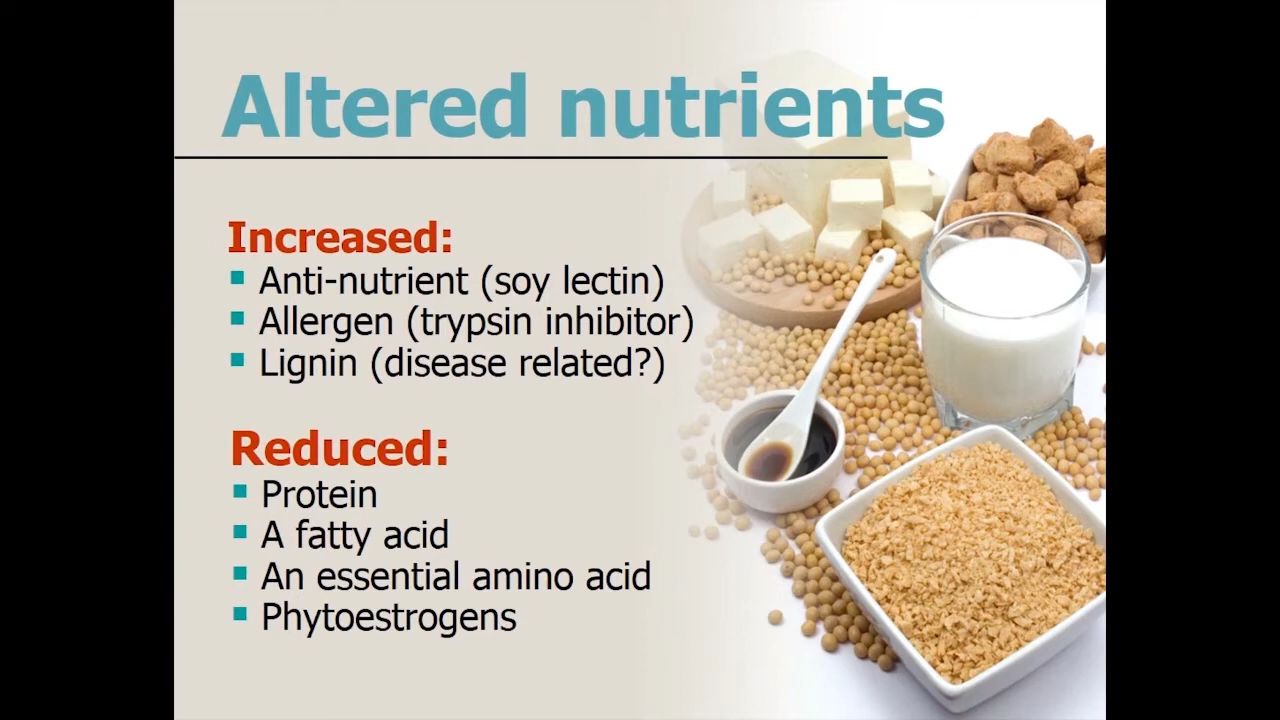 Altered nutrients
Increased:
▪ Anti-nutrient (soy lectin)
▪ Allergen (trypsin inhibitor)
▪ Lignin (disease related?)
Reduced:
▪ Protein
▪ A fatty acid
▪ An essential amino acid
▪ Phytoestrogens